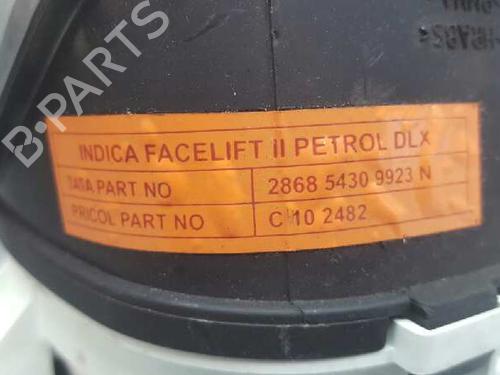 INDICA FACELIFT II PETROL DLX
TATA PART NO 2868 5430 9923 N
PRICOL PART NO C 10 2482
B-PARTS